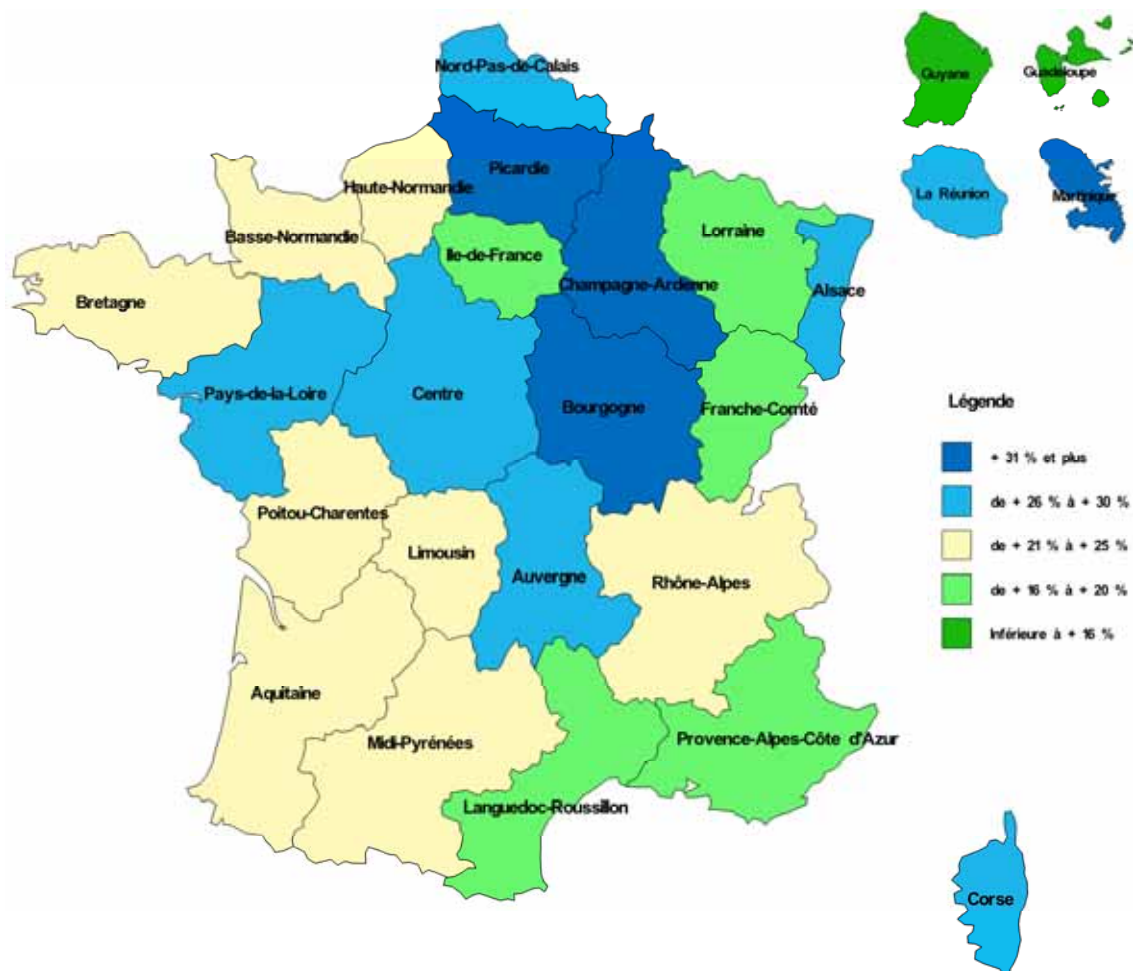 Nord-Pas-de-Calais
Guyane
Guadeloupe
Picardie
Haute-Normandie
La Réunion
Martinique
Basse-Normandie
Ile-de-France
Lorraine
Champagne-Ardenne
Alsace
Bretagne
Pays-de-la-Loire
Centre
Bourgogne
Franche-Comté
Poitou-Charentes
Limousin
Auvergne
Rhône-Alpes
Aquitaine
Midi-Pyrénées
Provence-Alpes-Côte d'Azur
Languedoc-Roussillon
Corse
Légende
+ 31 % et plus
de + 26 % à + 30 %
de + 21 % à + 25 %
de + 16 % à + 20 %
Inférieure à + 16 %